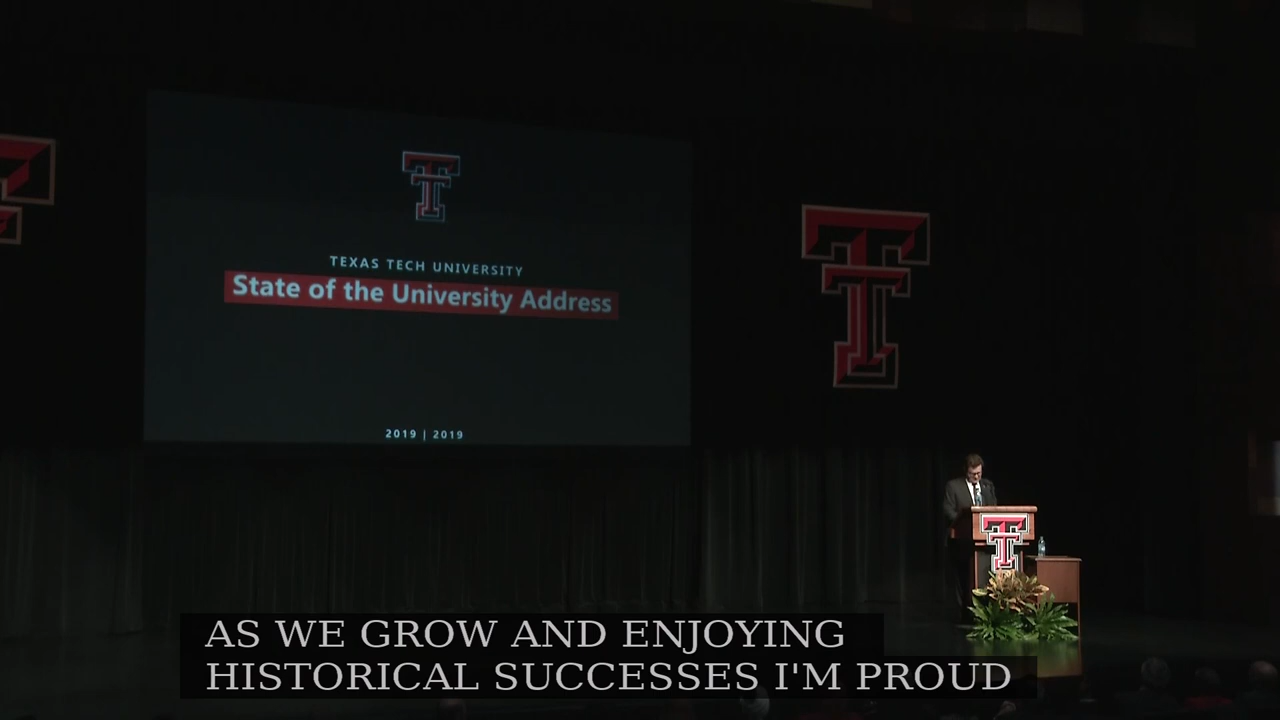 TEXAS TECH UNIVERSITY
State of the University Address
2019 | 2019
AS WE GROW AND ENJOYING
HISTORICAL SUCCESSES I'M PROUD